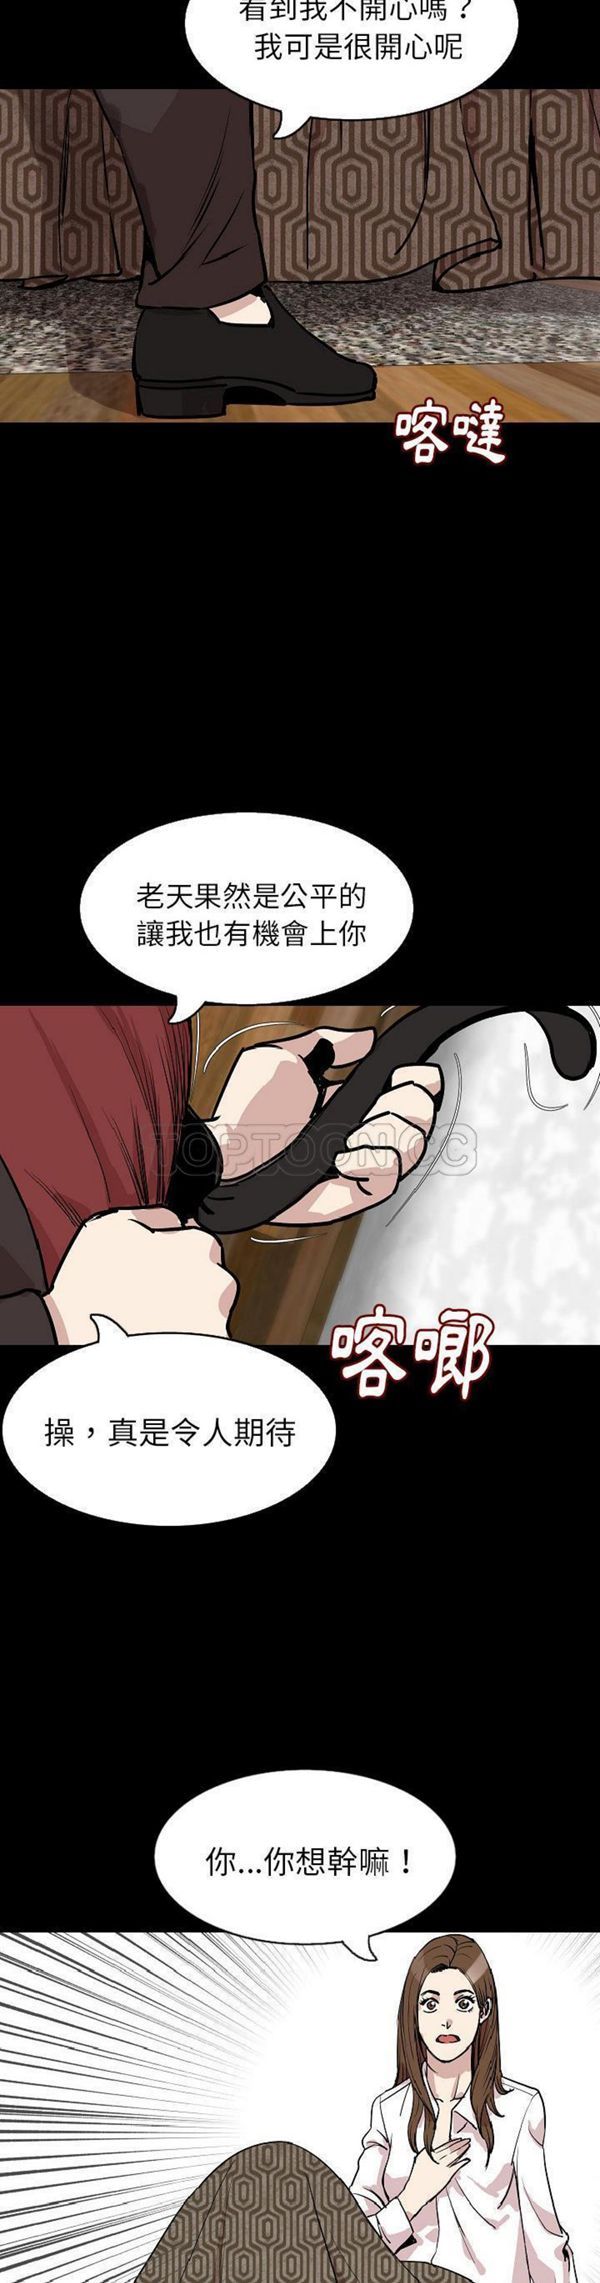 看到我不開心嗎？
我可是很開心呢
喀噠
老天果然是公平的
讓我也有機會上你
TOPTOON.CC
喀啷
操，真是令人期待
你...你想幹嘛！